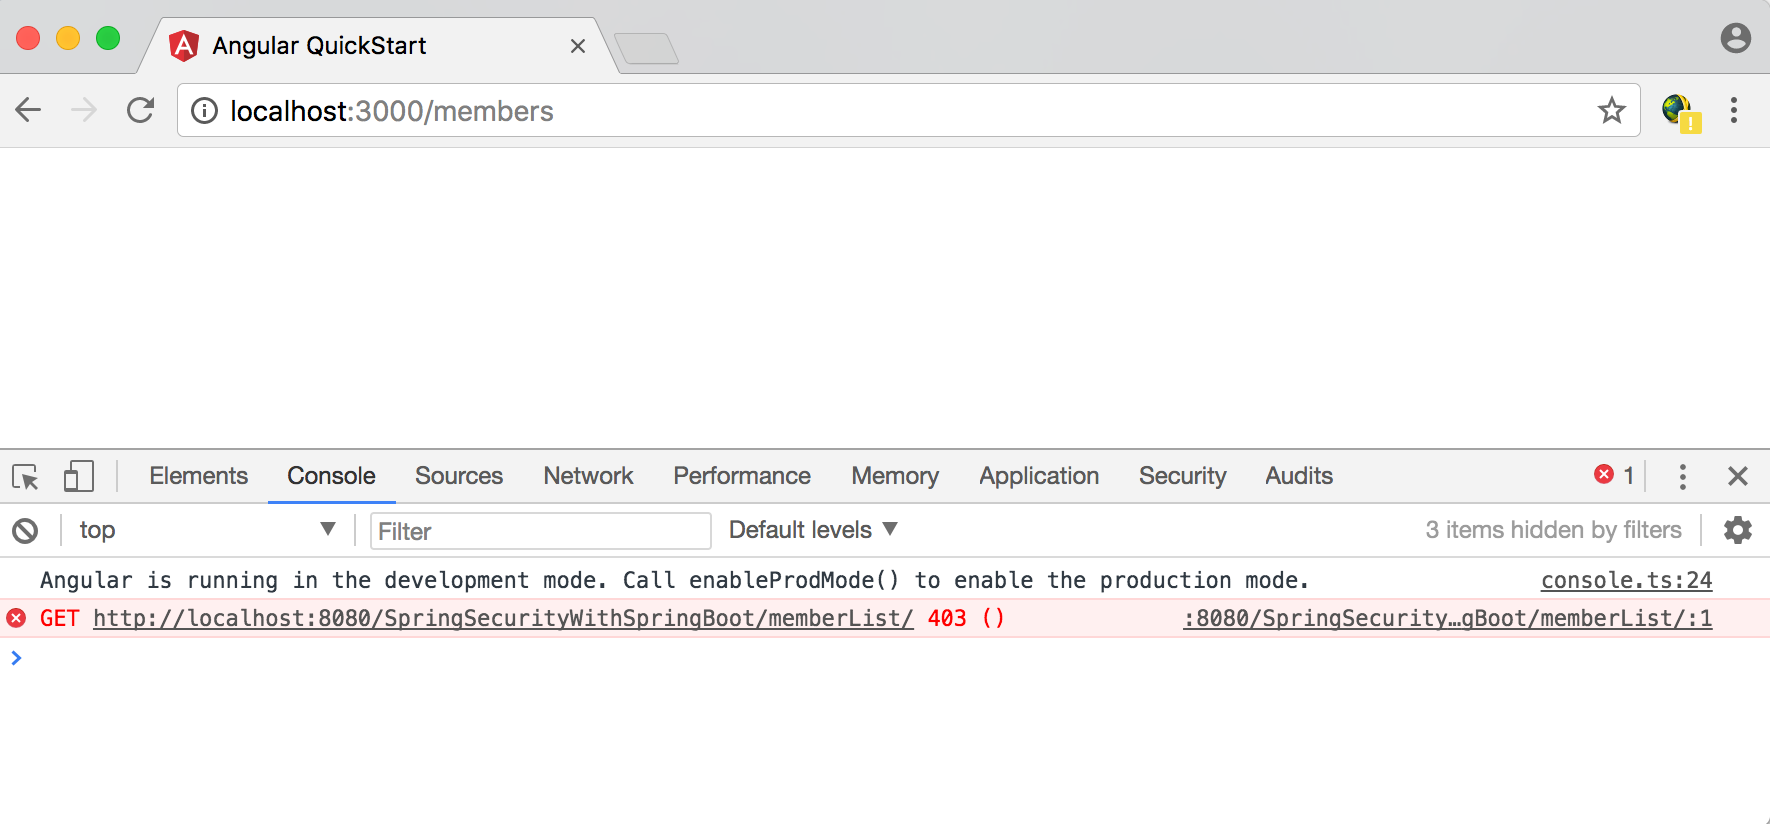 Angular QuickStart
localhost:3000/members
Elements Console Sources Network Performance Memory Application Security Audits 1
top Filter Default levels 3 items hidden by filters
Angular is running in the development mode. Call enableProdMode() to enable the production mode. console.ts:24
GET http://localhost:8080/SpringSecurityWithSpringBoot/memberList/ 403 () :8080/SpringSecurity…gBoot/memberList/:1